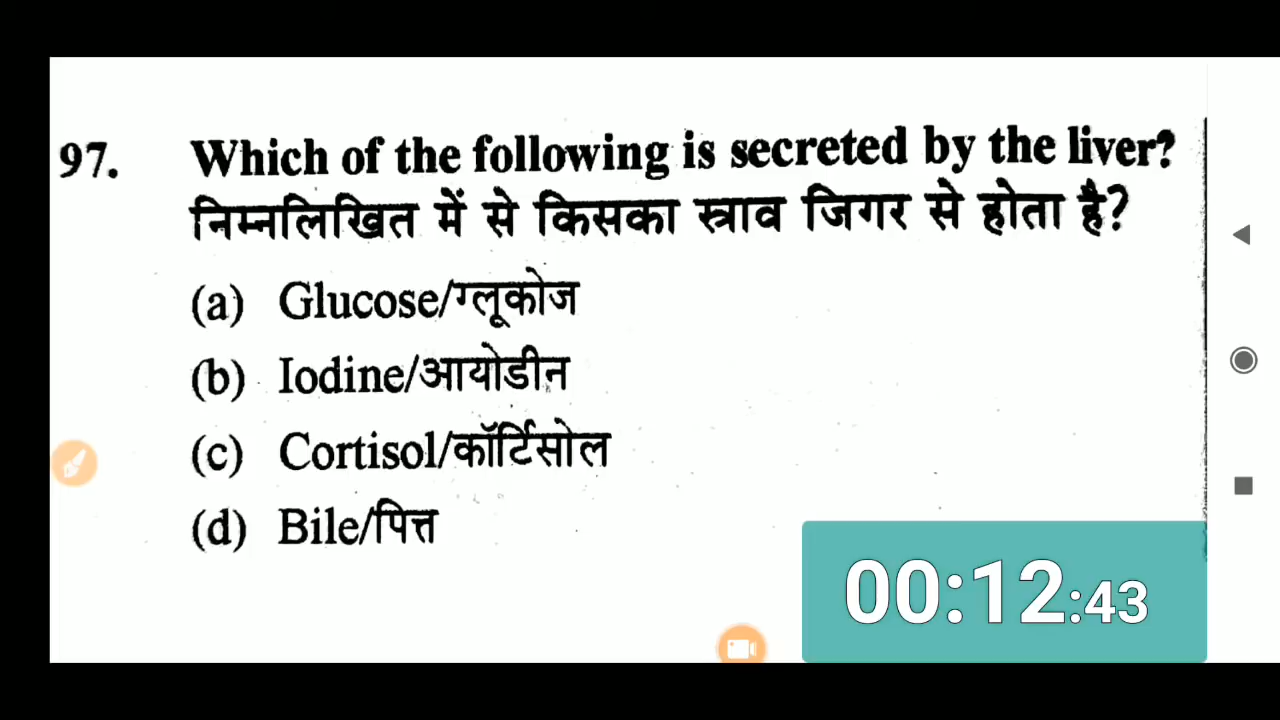 97. Which of the following is secreted by the liver?
निम्नलिखित में से किसका स्त्राव जिगर से होता है?
(a) Glucose/ग्लूकोज
(b) Iodine/आयोडीन
(c) Cortisol/कॉर्टिसोल
(d) Bile/पित्त
00:12:43